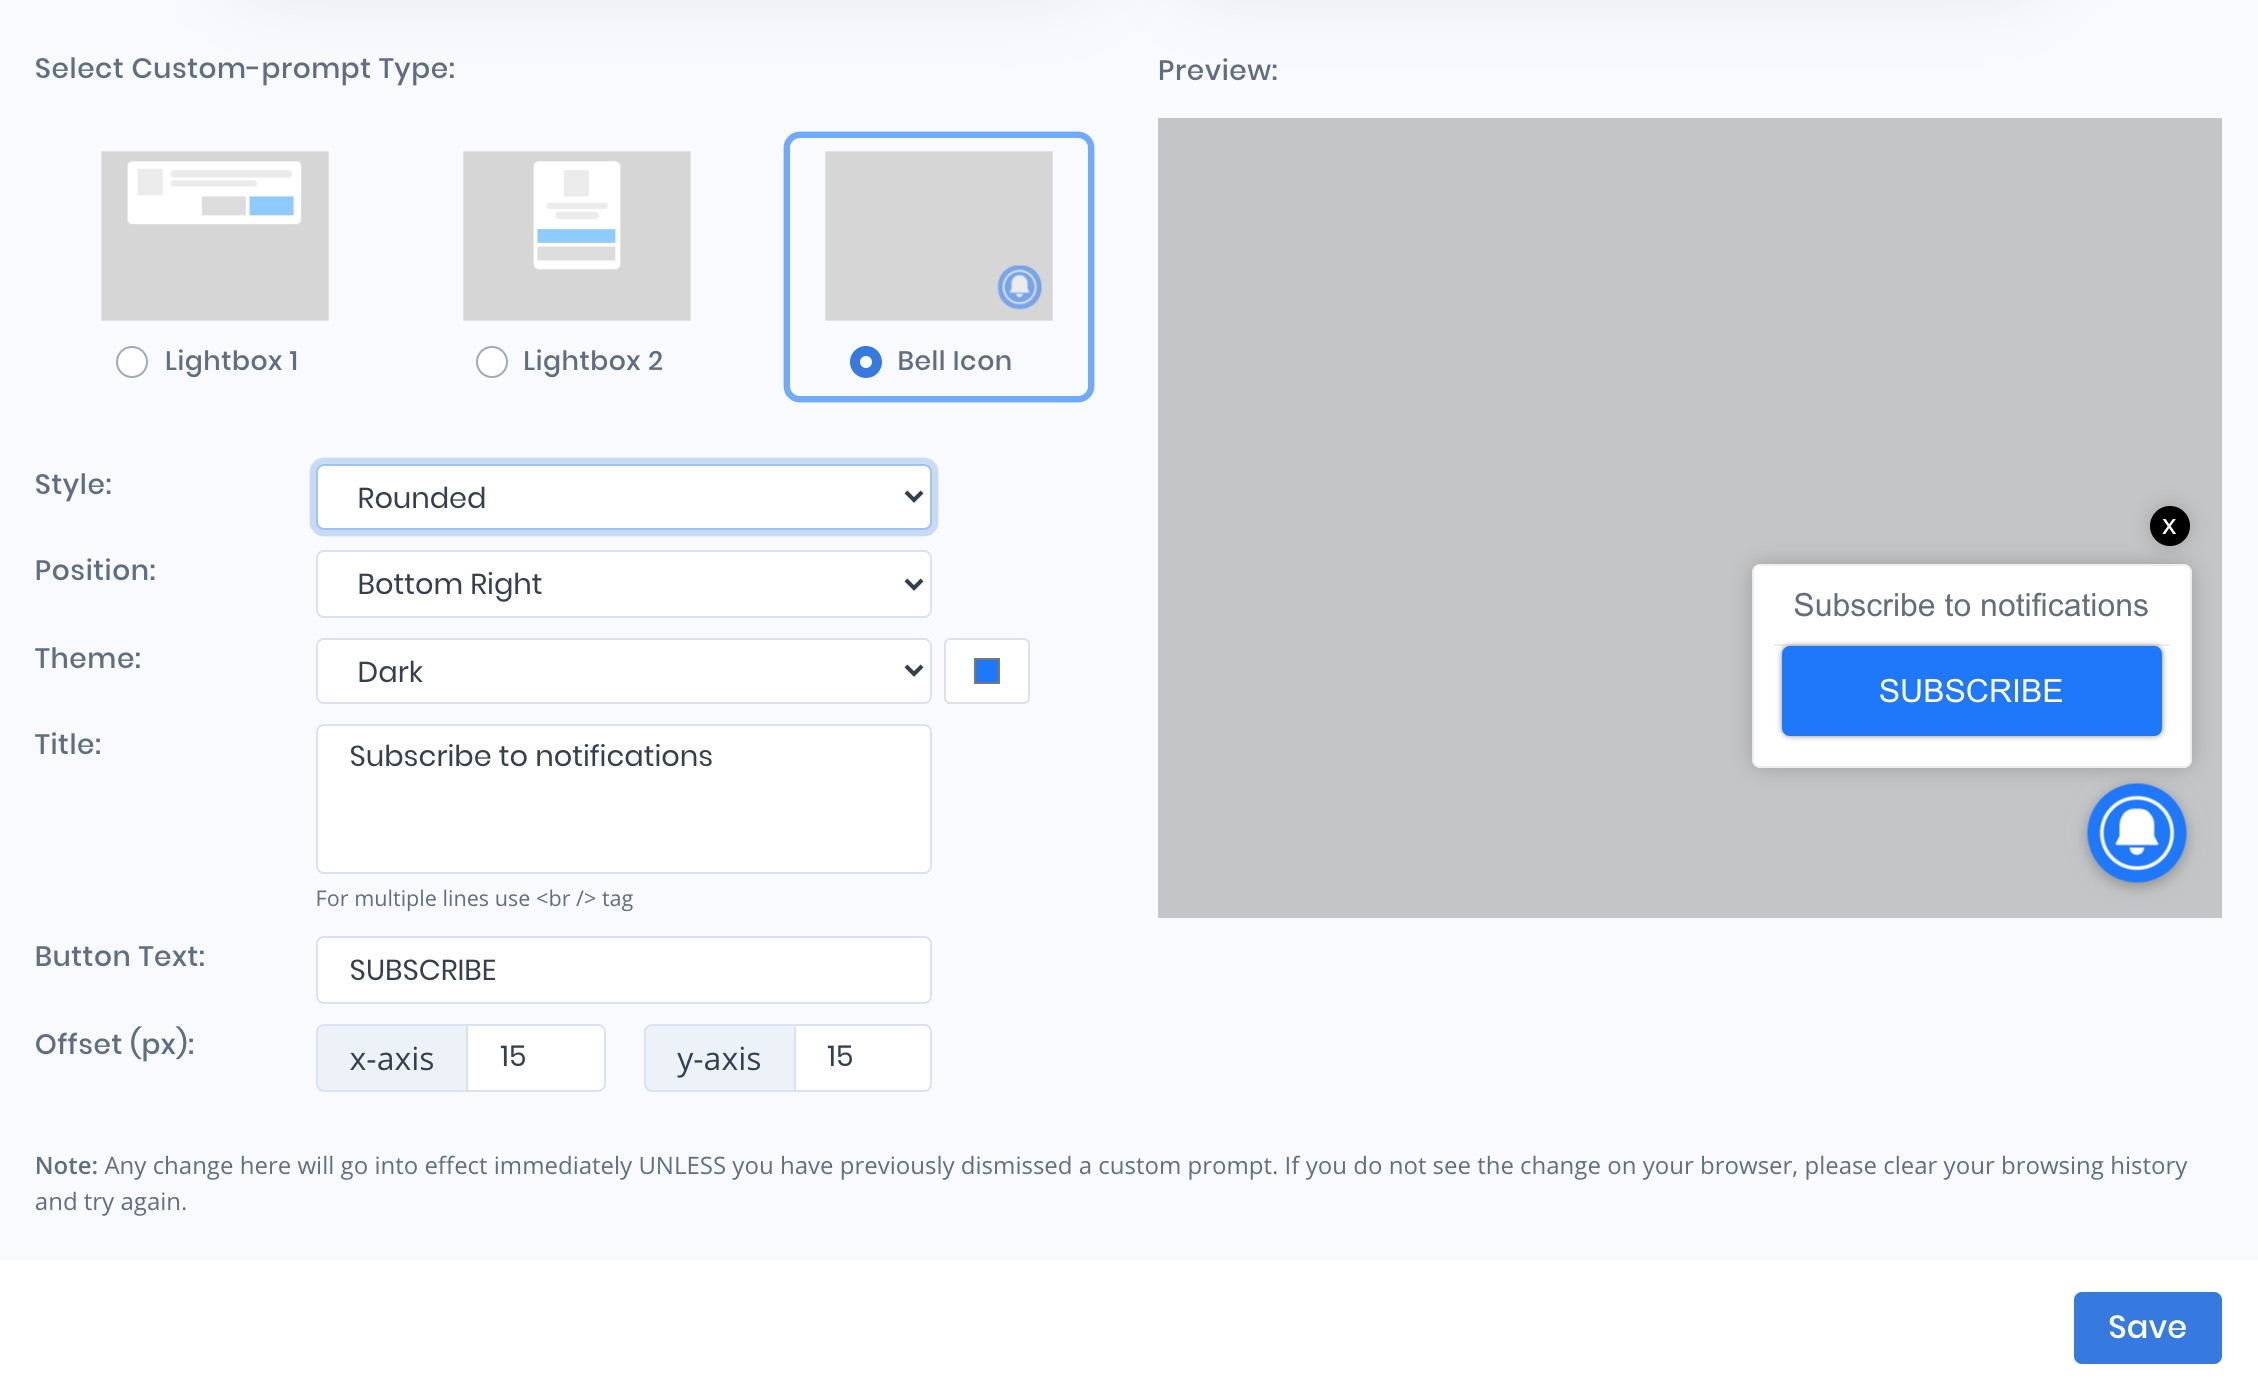 Select Custom-prompt Type:
Lightbox 1
Lightbox 2
Bell Icon
Style:
Rounded
Position:
Bottom Right
Theme:
Dark
Title:
Subscribe to notifications
For multiple lines use <br /> tag
Button Text:
SUBSCRIBE
Offset (px):
x-axis
15
y-axis
15
Preview:
X
Subscribe to notifications
SUBSCRIBE
Note: Any change here will go into effect immediately UNLESS you have previously dismissed a custom prompt. If you do not see the change on your browser, please clear your browsing history
and try again.
Save